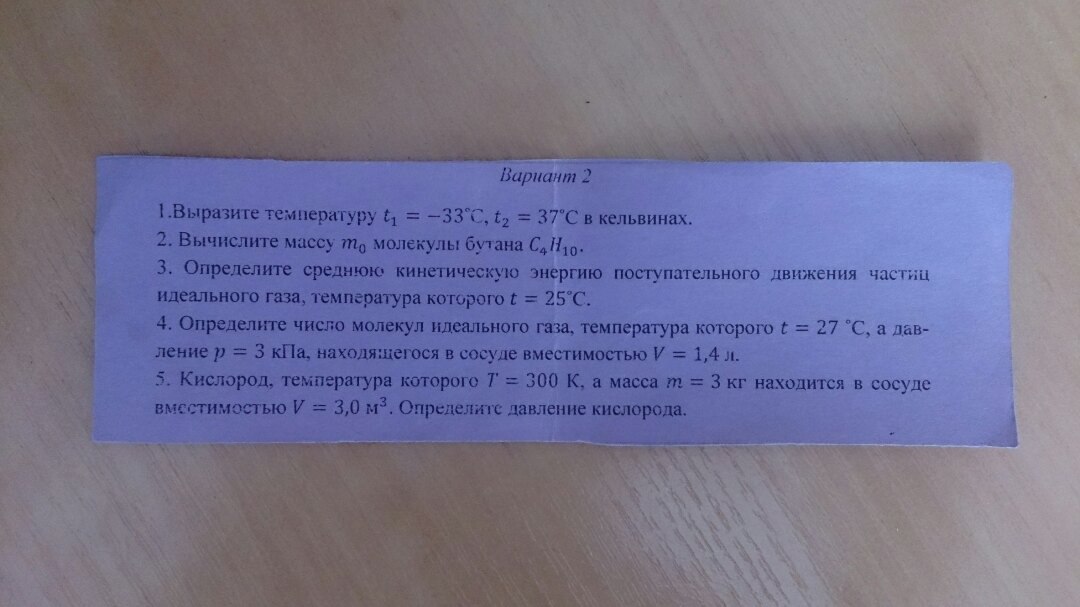 Вариант 2
1.Выразите температуру t₁ = −33°C, t₂ = 37°C в кельвинах.
2. Вычислите массу m₀ молекулы бутана C₄H₁₀.
3. Определите среднюю кинетическую энергию поступательного движения частиц
идеального газа, температура которого t = 25°C.
4. Определите число молекул идеального газа, температура которого t = 27 °C, а дав-
ление p = 3 кПа, находящегося в сосуде вместимостью V = 1,4 л.
5. Кислород, температура которого T = 300 К, а масса m = 3 кг находится в сосуде
вместимостью V = 3,0 м³. Определите давление кислорода.